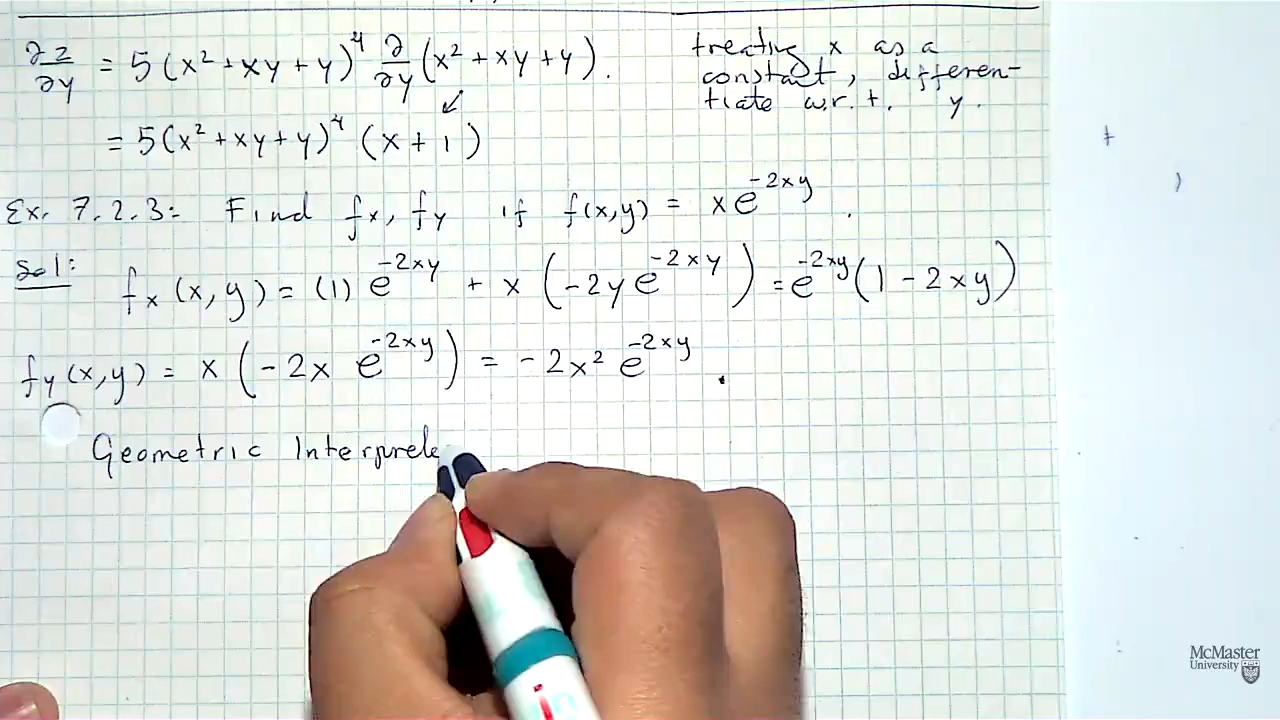 ∂z/∂y = 5(x² + xy + y)⁴ ∂/∂y (x² + xy + y).
treating x as a
constant, differen-
tiate w.r.t. y.
= 5(x² + xy + y)⁴ (x + 1)
Ex. 7.2.3: Find fx, fy if f(x,y) = xe^(-2xy).
Sol:
fx(x,y) = (1) e^(-2xy) + x (-2y e^(-2xy)) = e^(-2xy) (1 - 2xy)
fy(x,y) = x (-2x e^(-2xy)) = -2x² e^(-2xy).
Geometric Interprete
McMaster
University